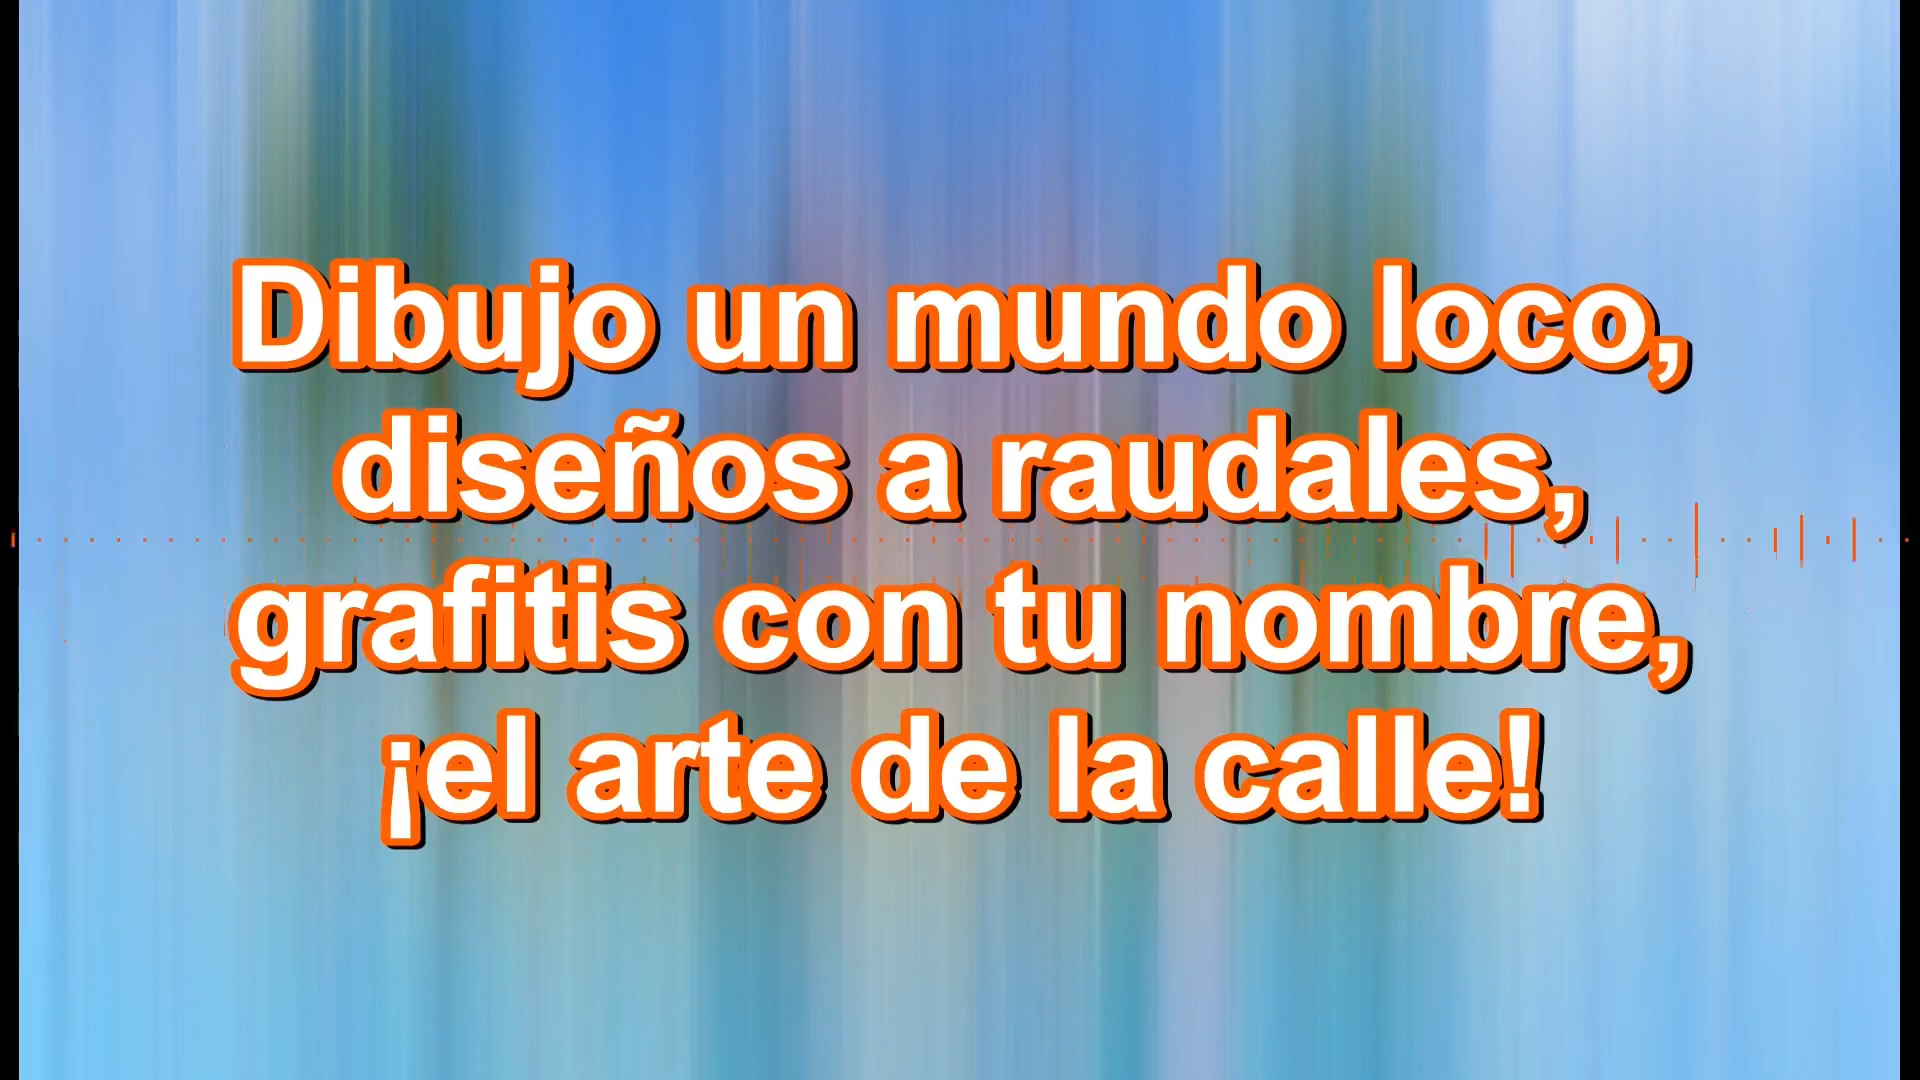 Dibujo un mundo loco,
diseños a raudales,
grafitis con tu nombre,
¡el arte de la calle!